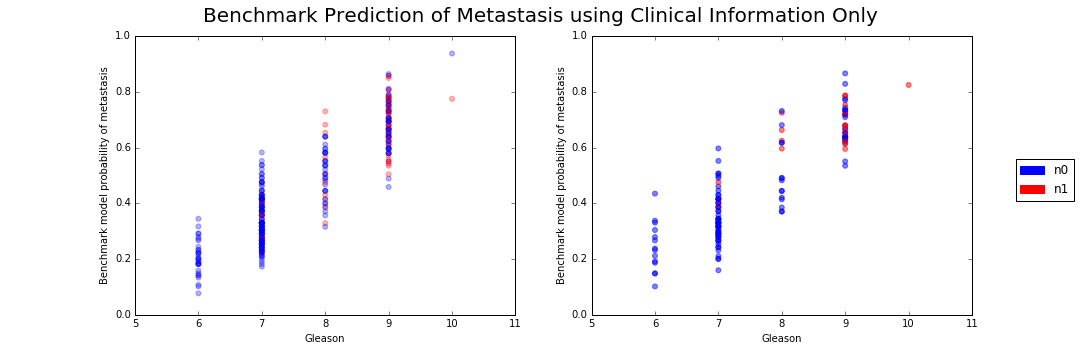 Benchmark Prediction of Metastasis using Clinical Information Only
Benchmark model probability of metastasis
1.0
0.8
0.6
0.4
0.2
0.0
5 6 7 8 9 10 11
Gleason
Benchmark model probability of metastasis
1.0
0.8
0.6
0.4
0.2
0.0
5 6 7 8 9 10 11
Gleason
n0
n1